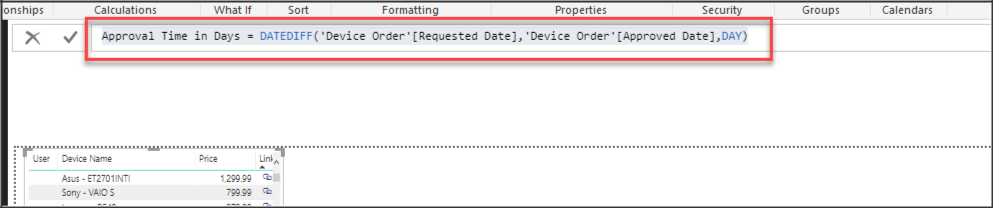 onships Calculations What If Sort Formatting Properties Security Groups Calendars
Approval Time in Days = DATEDIFF('Device Order'[Requested Date],'Device Order'[Approved Date],DAY)
User Device Name Price Link
Asus - ET2701INTI 1,299.99
Sony - VAIO S 799.99